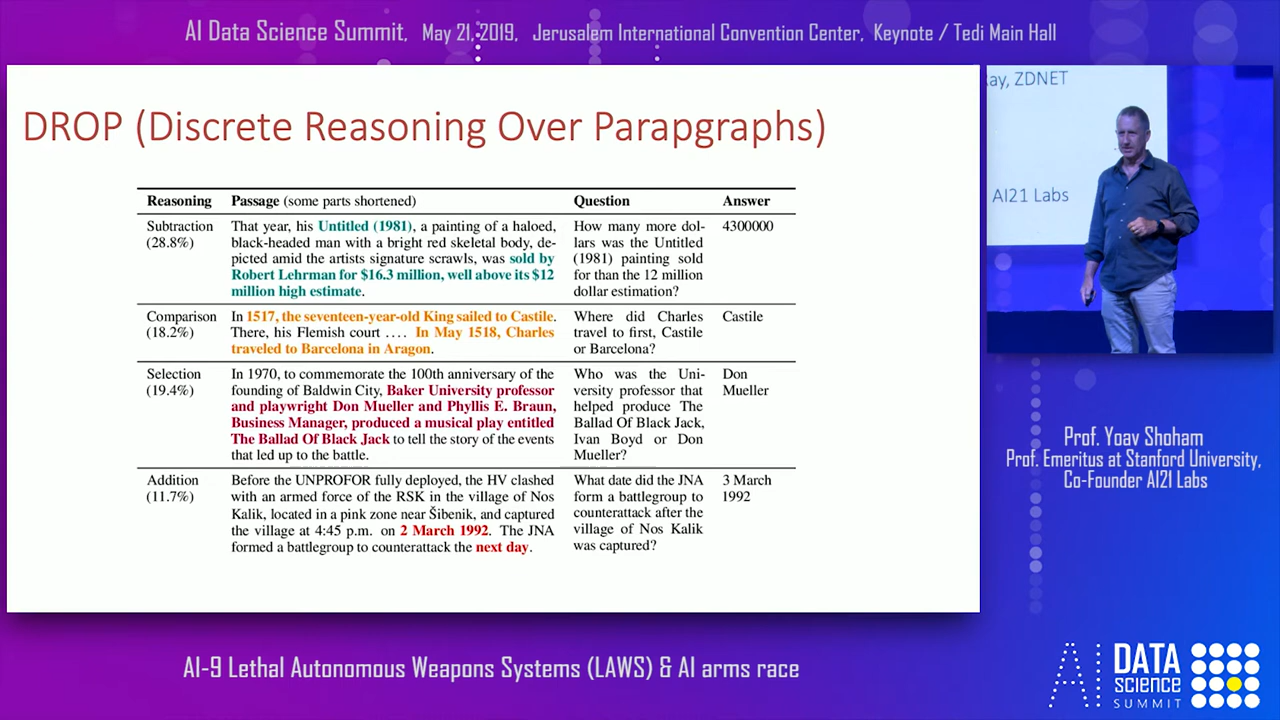 AI Data Science Summit, May 21, 2019, Jerusalem International Convention Center, Keynote / Tedi Main Hall
DROP (Discrete Reasoning Over Parapgraphs)
Reasoning Passage (some parts shortened) Question Answer
Subtraction
(28.8%)
That year, his Untitled (1981), a painting of a haloed,
black-headed man with a bright red skeletal body, de-
picted amid the artists signature scrawls, was sold by
Robert Lehrman for $16.3 million, well above its $12
million high estimate.
How many more dol-
lars was the Untitled
(1981) painting sold
for than the 12 million
dollar estimation?
4300000
Comparison
(18.2%)
In 1517, the seventeen-year-old King sailed to Castile.
There, his Flemish court .... In May 1518, Charles
traveled to Barcelona in Aragon.
Where did Charles
travel to first, Castile
or Barcelona?
Castile
Selection
(19.4%)
In 1970, to commemorate the 100th anniversary of the
founding of Baldwin City, Baker University professor
and playwright Don Mueller and Phyllis E. Braun,
Business Manager, produced a musical play entitled
The Ballad Of Black Jack to tell the story of the events
that led up to the battle.
Who was the Uni-
versity professor that
helped produce The
Ballad Of Black Jack,
Ivan Boyd or Don
Mueller?
Don
Mueller
Addition
(11.7%)
Before the UNPROFOR fully deployed, the HV clashed
with an armed force of the RSK in the village of Nos
Kalik, located in a pink zone near Šibenik, and captured
the village at 4:45 p.m. on 2 March 1992. The JNA
formed a battlegroup to counterattack the next day.
What date did the JNA
form a battlegroup to
counterattack after the
village of Nos Kalik
was captured?
3 March
1992
ay, ZDNET
AI21 Labs
Prof. Yoav Shoham
Prof. Emeritus at Stanford University,
Co-Founder AI21 Labs
AI-9 Lethal Autonomous Weapons Systems (LAWS) & AI arms race
AI DATA
SCIENCE
SUMMIT